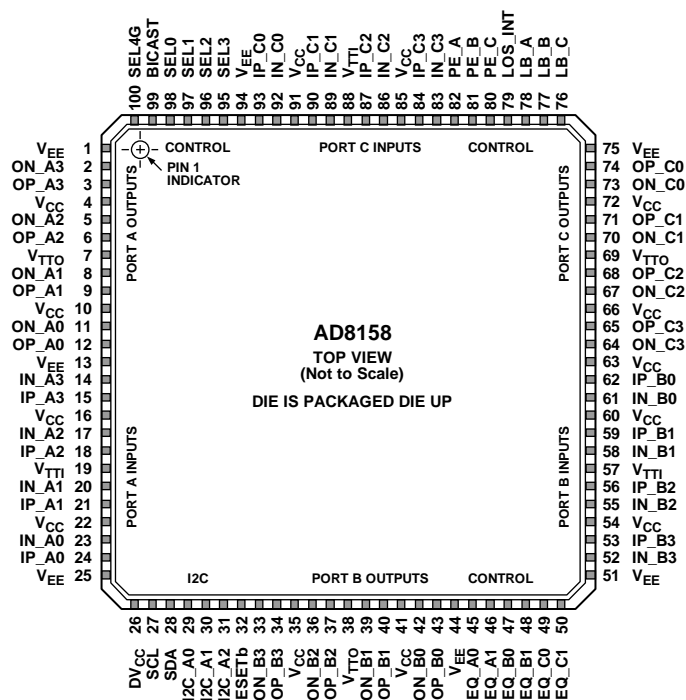 100 SEL4G
99 BICAST
98 SEL0
97 SEL1
96 SEL2
95 SEL3
94 VEE
93 IP_C0
92 IN_C0
91 VCC
90 IP_C1
89 IN_C1
88 VTTI
87 IP_C2
86 IN_C2
85 VCC
84 IP_C3
83 IN_C3
82 PE_A
81 PE_B
80 PE_C
79 LOS_INT
78 LB_A
77 LB_B
76 LB_C
VEE 1
ON_A3 2
OP_A3 3
VCC 4
ON_A2 5
OP_A2 6
VTTO 7
ON_A1 8
OP_A1 9
VCC 10
ON_A0 11
OP_A0 12
VEE 13
IN_A3 14
IP_A3 15
VCC 16
IN_A2 17
IP_A2 18
VTTI 19
IN_A1 20
IP_A1 21
VCC 22
IN_A0 23
IP_A0 24
VEE 25
CONTROL
PORT C INPUTS
CONTROL
PIN 1
INDICATOR
PORT A OUTPUTS
PORT C OUTPUTS
AD8158
TOP VIEW
(Not to Scale)
DIE IS PACKAGED DIE UP
PORT A INPUTS
PORT B INPUTS
I2C
PORT B OUTPUTS
CONTROL
75 VEE
74 OP_C0
73 ON_C0
72 VCC
71 OP_C1
70 ON_C1
69 VTTO
68 OP_C2
67 ON_C2
66 VCC
65 OP_C3
64 ON_C3
63 VCC
62 IP_B0
61 IN_B0
60 VCC
59 IP_B1
58 IN_B1
57 VTTI
56 IP_B2
55 IN_B2
54 VCC
53 IP_B3
52 IN_B3
51 VEE
DVCC 26
SCL 27
SDA 28
I2C_A0 29
I2C_A1 30
I2C_A2 31
ESETb 32
ON_B3 33
OP_B3 34
VCC 35
ON_B2 36
OP_B2 37
VTTO 38
ON_B1 39
OP_B1 40
VCC 41
ON_B0 42
OP_B0 43
VEE 44
EQ_A0 45
EQ_A1 46
EQ_B0 47
EQ_B1 48
EQ_C0 49
EQ_C1 50